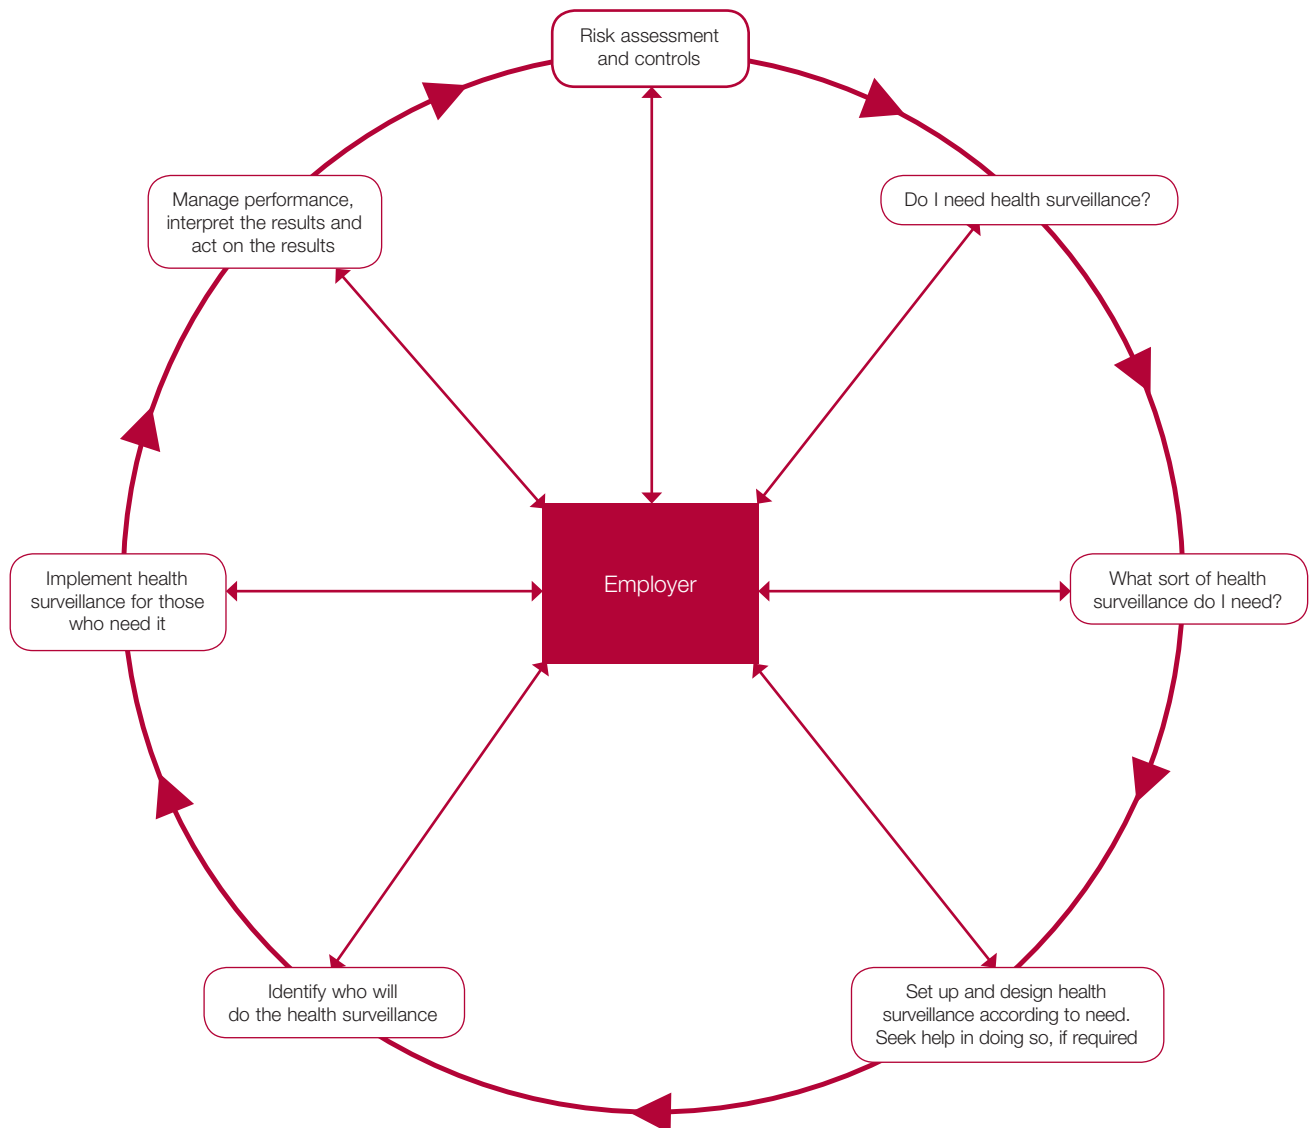 Risk assessment
and controls
Do I need health surveillance?
What sort of health
surveillance do I need?
Set up and design health
surveillance according to need.
Seek help in doing so, if required
Identify who will
do the health surveillance
Implement health
surveillance for those
who need it
Manage performance,
interpret the results and
act on the results
Employer